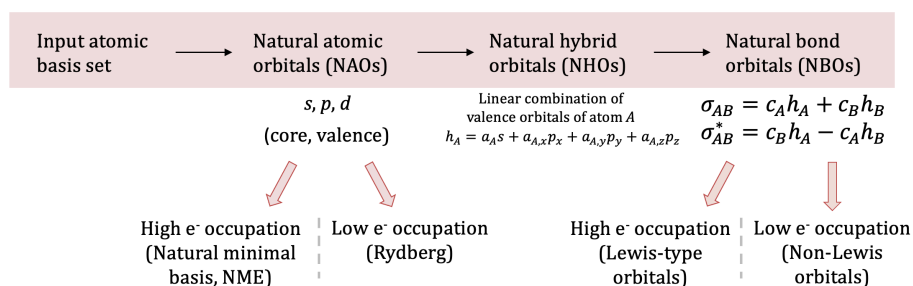 Input atomic
basis set
Natural atomic
orbitals (NAOs)
Natural hybrid
orbitals (NHOs)
Natural bond
orbitals (NBOs)
s, p, d
(core, valence)
Linear combination of
valence orbitals of atom A
h_A = a_A s + a_{A,x} p_x + a_{A,y} p_y + a_{A,z} p_z
σ_{AB} = c_A h_A + c_B h_B
σ*_{AB} = c_B h_A − c_A h_B
High e⁻ occupation
(Natural minimal
basis, NME)
Low e⁻ occupation
(Rydberg)
High e⁻ occupation
(Lewis-type
orbitals)
Low e⁻ occupation
(Non-Lewis
orbitals)